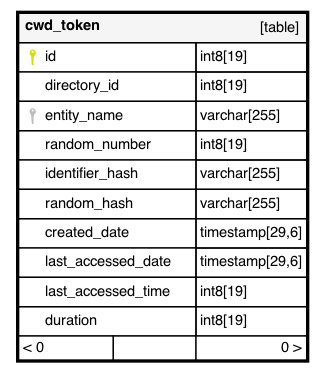 cwd_token [table]
id int8[19]
directory_id int8[19]
entity_name varchar[255]
random_number int8[19]
identifier_hash varchar[255]
random_hash varchar[255]
created_date timestamp[29,6]
last_accessed_date timestamp[29,6]
last_accessed_time int8[19]
duration int8[19]
< 0 0 >